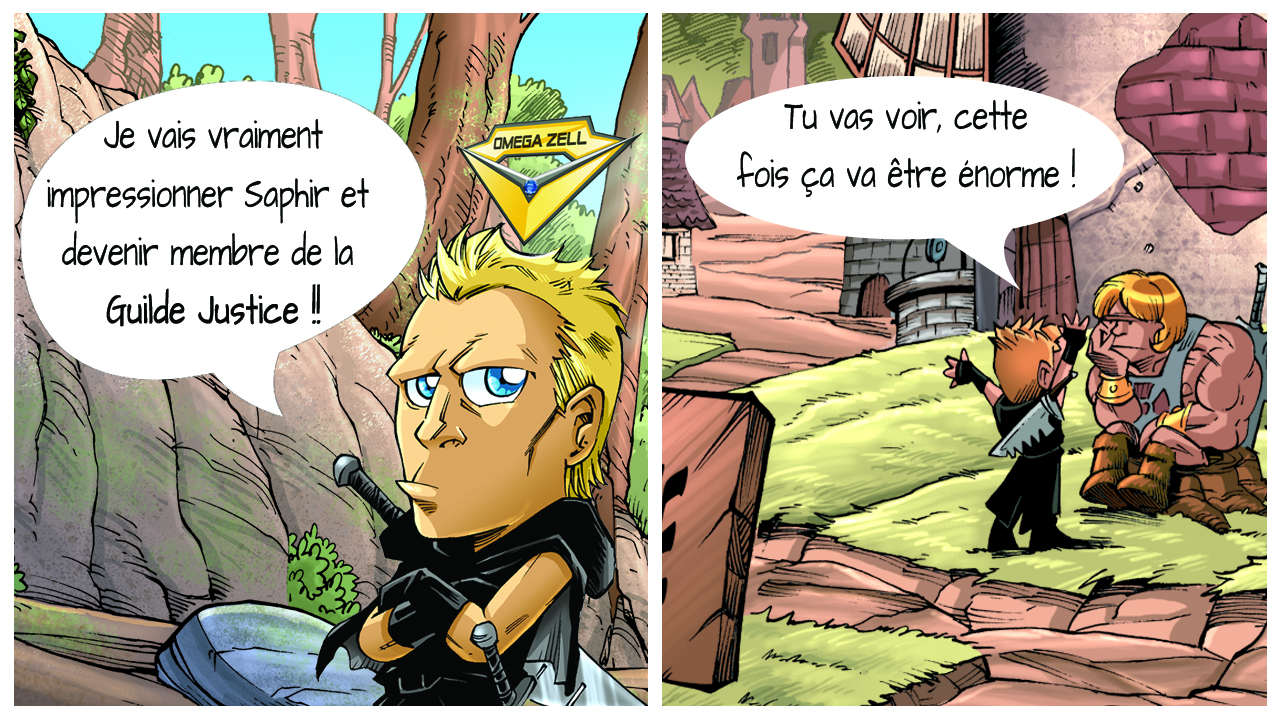 Je vais vraiment
impressionner Saphir et
devenir membre de la
Guilde Justice !!
OMEGA ZELL
Tu vas voir, cette
fois ça va être énorme !